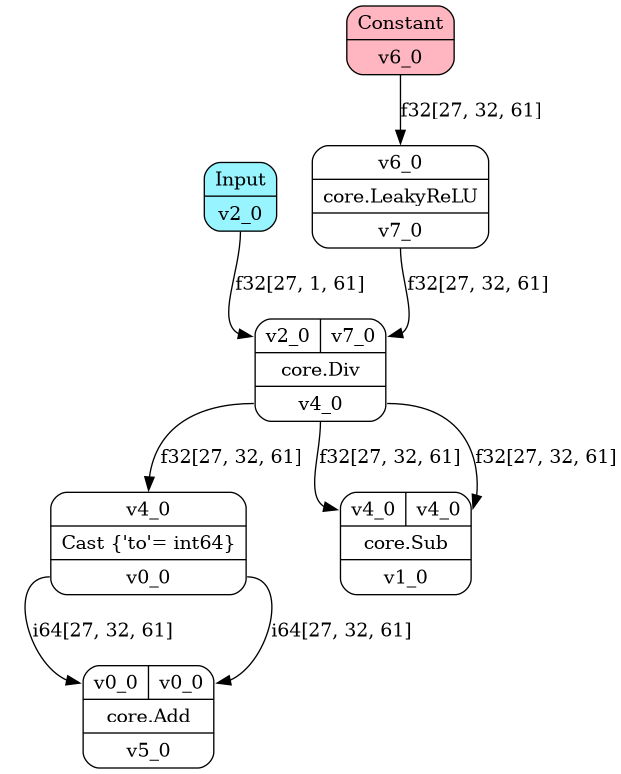 Constant
v6_0
f32[27, 32, 61]
Input
v2_0
v6_0
core.LeakyReLU
v7_0
f32[27, 1, 61]
f32[27, 32, 61]
v2_0 v7_0
core.Div
v4_0
f32[27, 32, 61]
f32[27, 32, 61]
f32[27, 32, 61]
v4_0
Cast {'to'= int64}
v0_0
v4_0 v4_0
core.Sub
v1_0
i64[27, 32, 61]
i64[27, 32, 61]
v0_0 v0_0
core.Add
v5_0